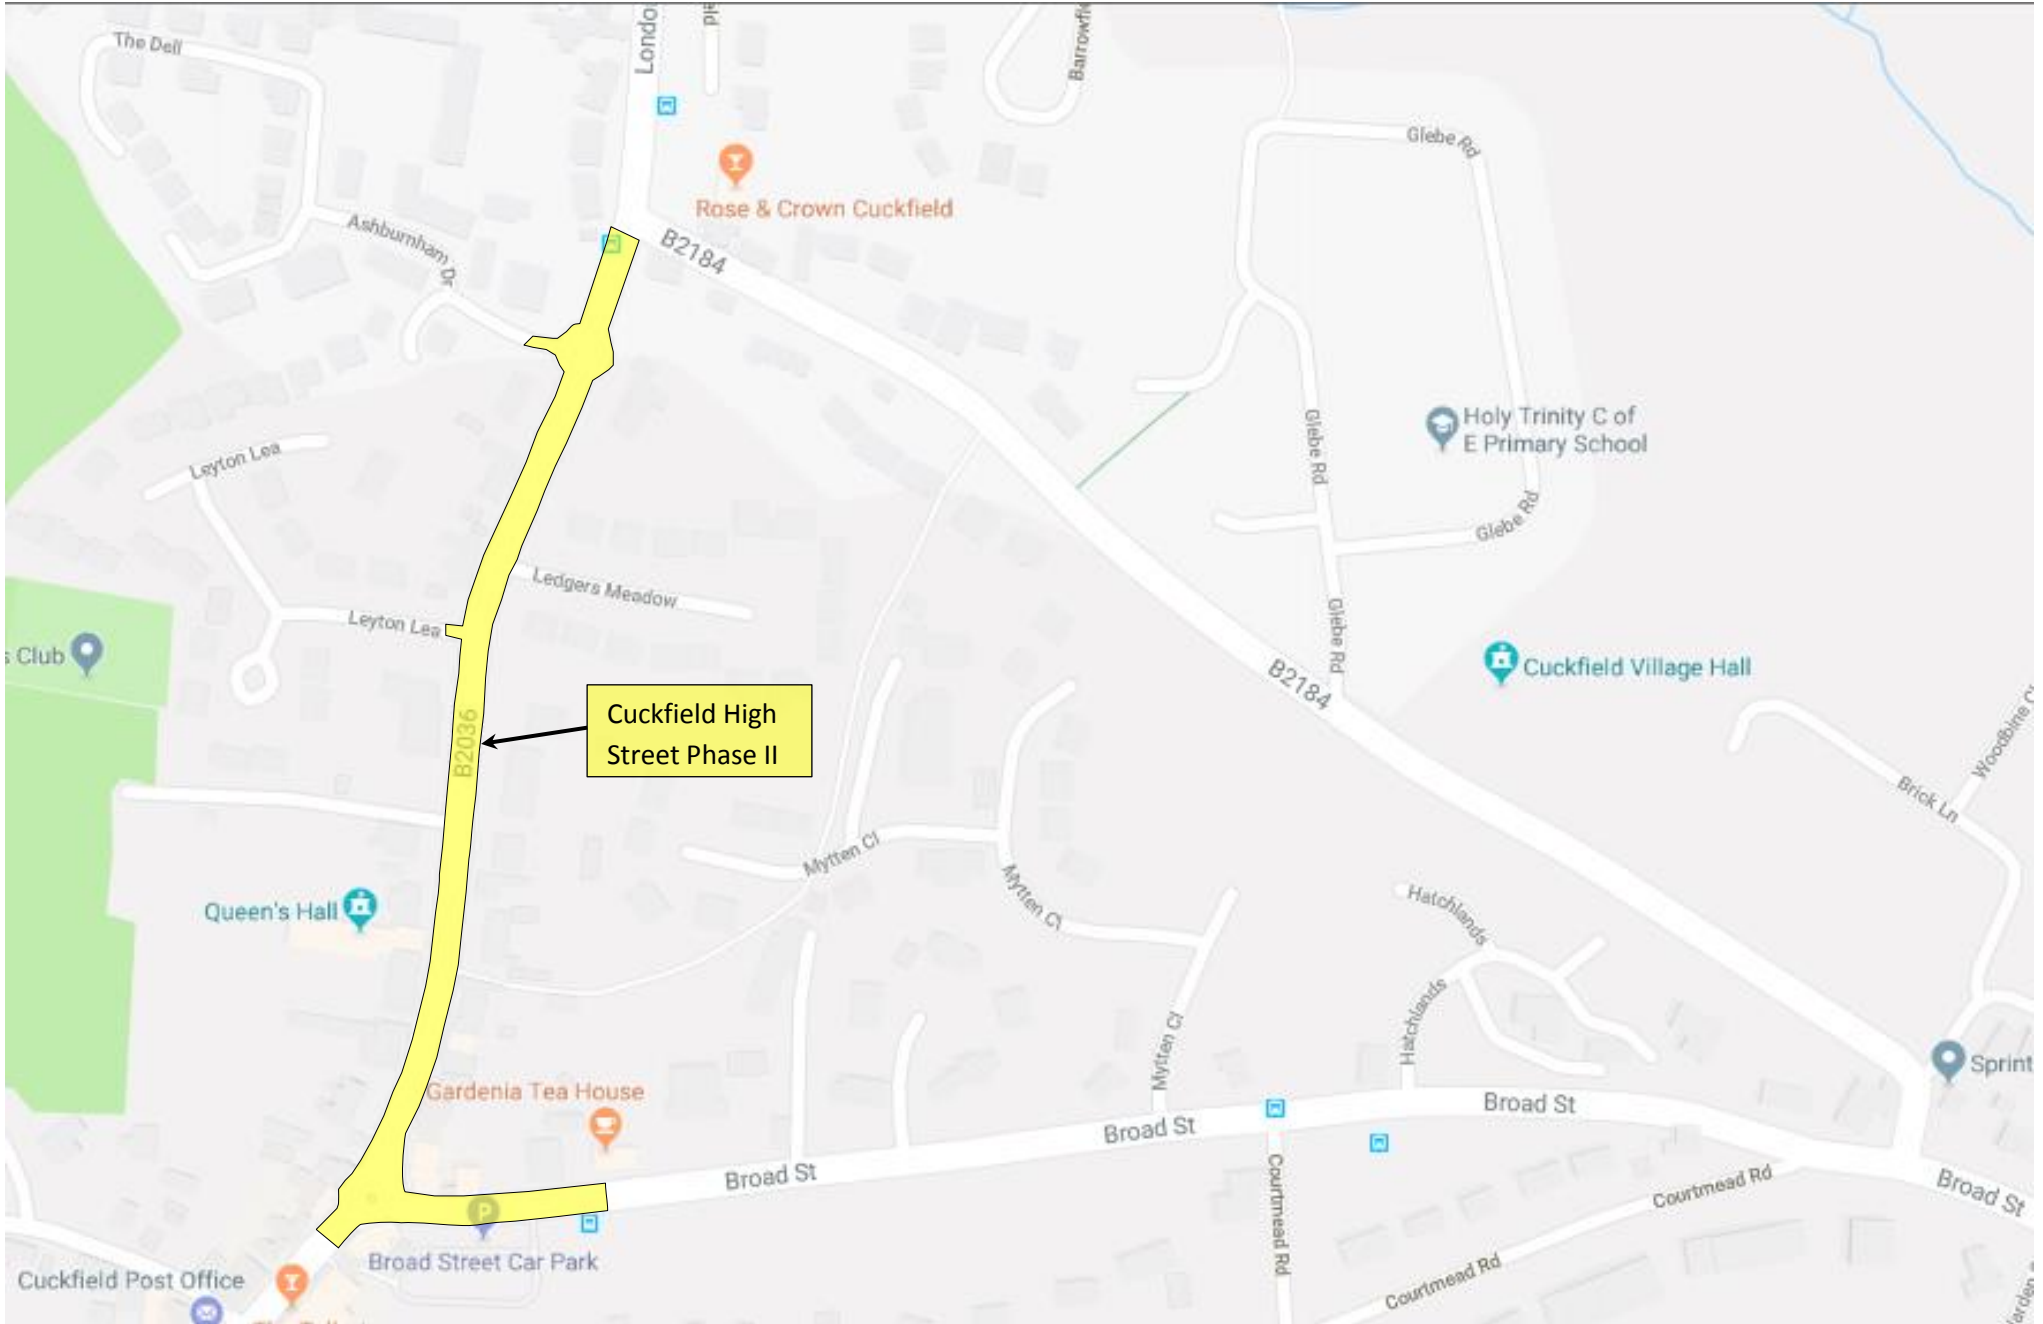 The Dell
Londo
Barrowfi
Glebe Rd
Rose & Crown Cuckfield
Ashburnham Dr
B2184
Holy Trinity C of
E Primary School
Glebe Rd
Leyton Lea
Glebe Rd
Ledgers Meadow
Leyton Lea
Glebe Rd
s Club
B2184
Cuckfield Village Hall
Cuckfield High
Street Phase II
B2036
Woodbine C
Brick Ln
Mytten Cl
Mytten Cl
Hatchlands
Queen's Hall
Hatchlands
Mytten Cl
Sprint
Gardenia Tea House
Broad St
Broad St
Broad St
Courtmead Rd
Courtmead Rd
Broad St
P
Broad Street Car Park
Cuckfield Post Office
Courtmead Rd